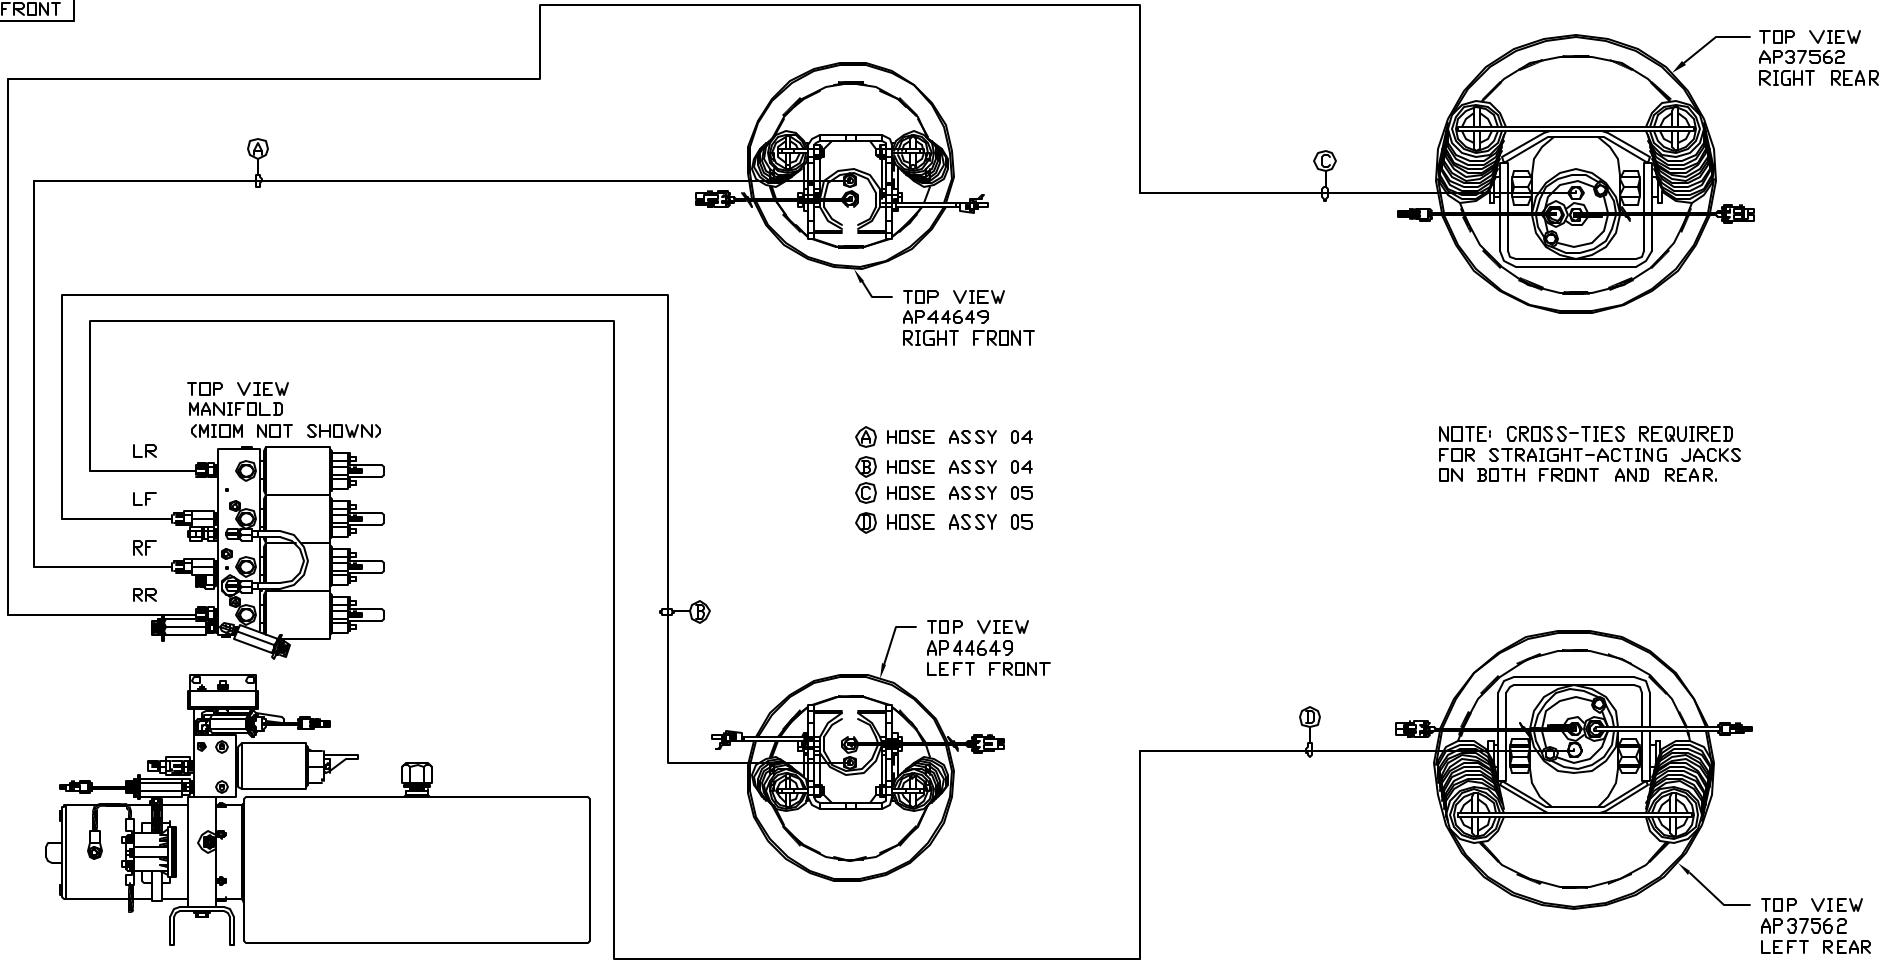 FRONT
TOP VIEW
AP37562
RIGHT REAR
A
C
TOP VIEW
AP44649
RIGHT FRONT
TOP VIEW
MANIFOLD
(MIOM NOT SHOWN)
LR
LF
RF
RR
A HOSE ASSY 04
B HOSE ASSY 04
C HOSE ASSY 05
D HOSE ASSY 05
NOTE: CROSS-TIES REQUIRED
FOR STRAIGHT-ACTING JACKS
ON BOTH FRONT AND REAR.
B
TOP VIEW
AP44649
LEFT FRONT
D
TOP VIEW
AP37562
LEFT REAR